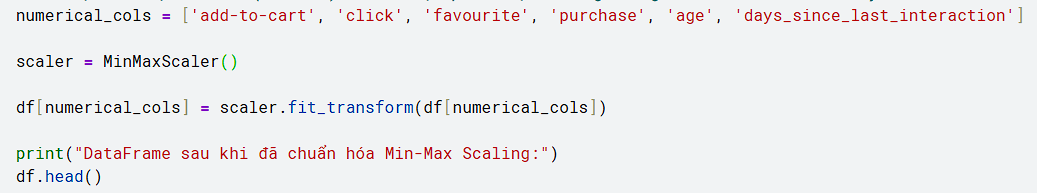 numerical_cols = ['add-to-cart', 'click', 'favourite', 'purchase', 'age', 'days_since_last_interaction']
scaler = MinMaxScaler()
df[numerical_cols] = scaler.fit_transform(df[numerical_cols])
print("DataFrame sau khi đã chuẩn hóa Min-Max Scaling:")
df.head()